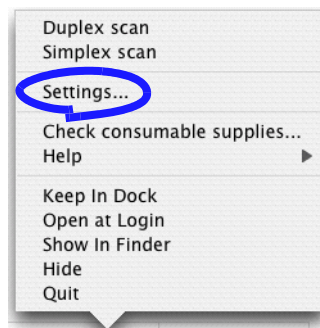 Duplex scan
Simplex scan
Settings...
Check consumable supplies...
Help
Keep In Dock
Open at Login
Show In Finder
Hide
Quit